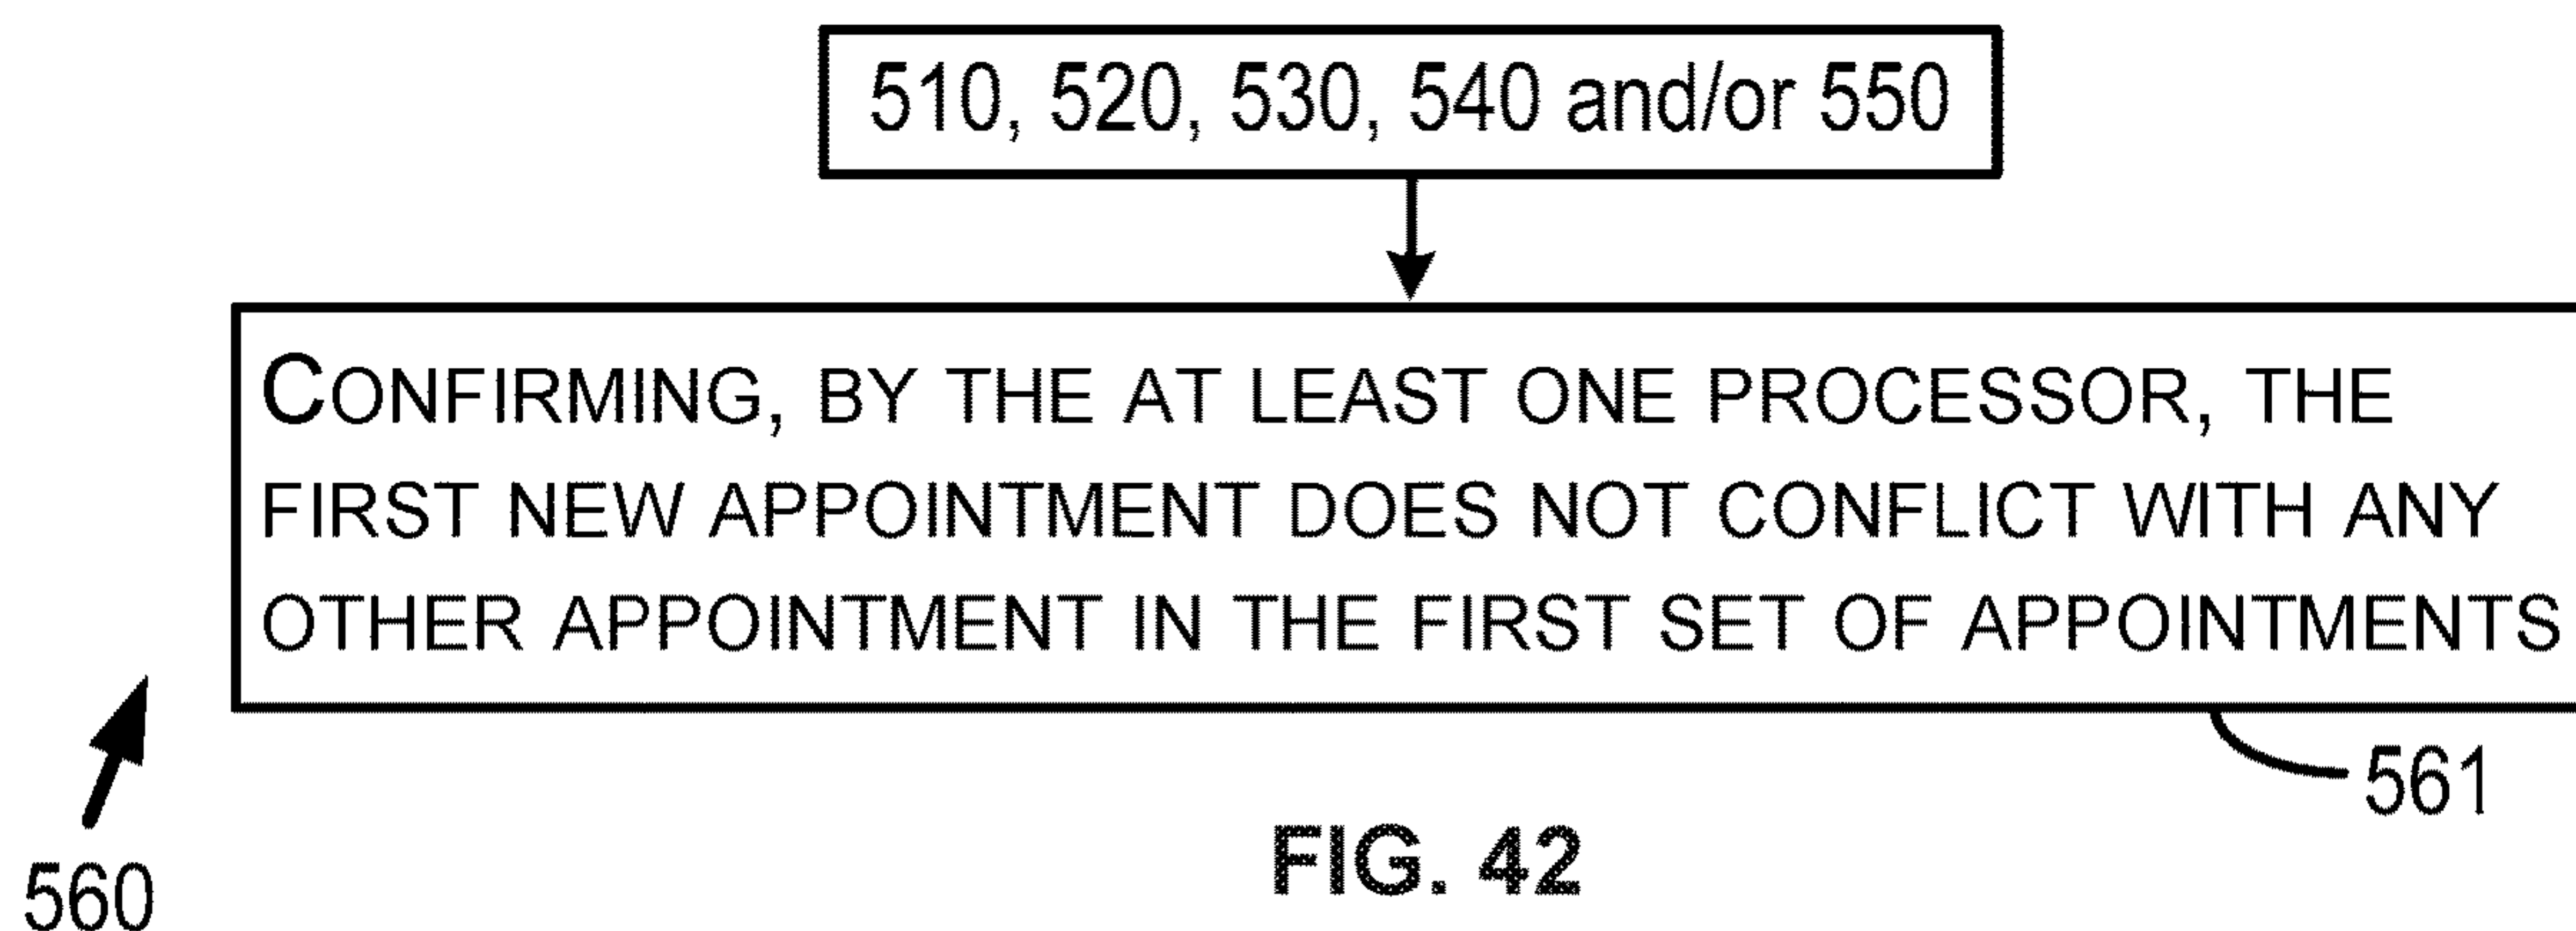 510, 520, 530, 540 and/or 550
CONFIRMING, BY THE AT LEAST ONE PROCESSOR, THE
FIRST NEW APPOINTMENT DOES NOT CONFLICT WITH ANY
OTHER APPOINTMENT IN THE FIRST SET OF APPOINTMENTS
561
FIG. 42
560